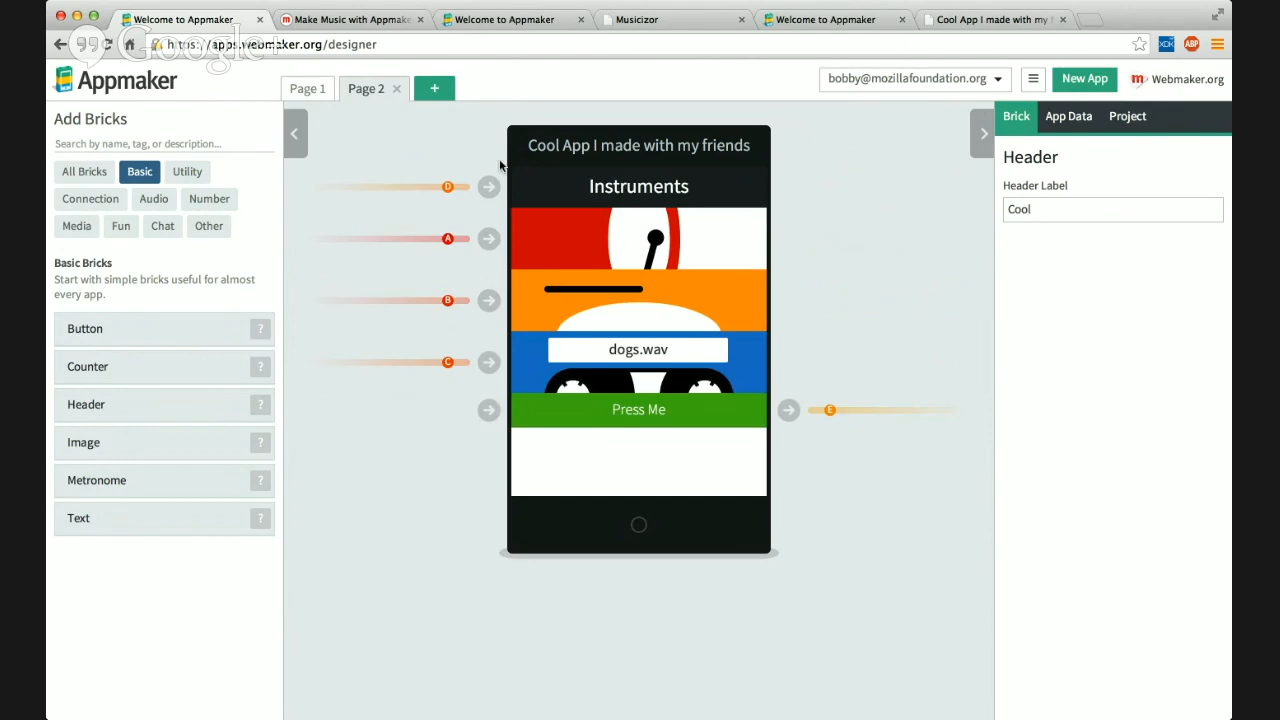 Welcome to Appmaker
Make Music with Appmake
Welcome to Appmaker
Musicizor
Welcome to Appmaker
Cool App I made with my f
Google+
https://apps.webmaker.org/designer
XDK
ABP
Appmaker
Page 1
Page 2
+
bobby@mozillafoundation.org
New App
m Webmaker.org
Add Bricks
Search by name, tag, or description...
All Bricks
Basic
Utility
Connection
Audio
Number
Media
Fun
Chat
Other
Basic Bricks
Start with simple bricks useful for almost
every app.
Button ?
Counter ?
Header ?
Image ?
Metronome ?
Text ?
Cool App I made with my friends
Instruments
D
A
B
dogs.wav
C
Press Me
E
Brick
App Data
Project
Header
Header Label
Cool